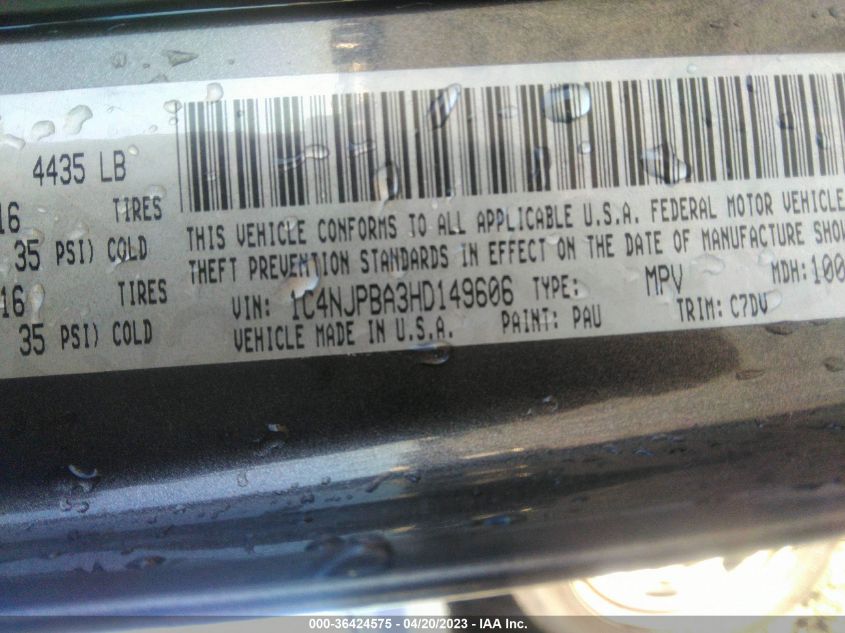 4435 LB
16 TIRES
35 PSI) COLD
16 TIRES
35 PSI) COLD
THIS VEHICLE CONFORMS TO ALL APPLICABLE U.S.A. FEDERAL MOTOR VEHICLE
THEFT PREVENTION STANDARDS IN EFFECT ON THE DATE OF MANUFACTURE SHOW
VIN: 1C4NJPBA3HD149606 TYPE: MPV MDH: 100
VEHICLE MADE IN U.S.A. PAINT: PAU TRIM: C7DV
000-36424575 - 04/20/2023 - IAA Inc.